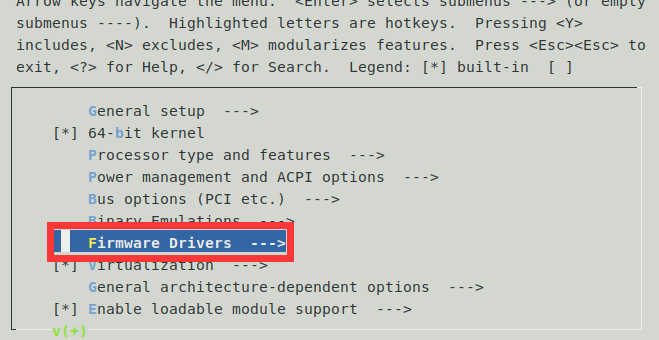 Arrow keys navigate the menu.  <Enter> selects submenus ---> (or empty
submenus ----).  Highlighted letters are hotkeys.  Pressing <Y>
includes, <N> excludes, <M> modularizes features.  Press <Esc><Esc> to
exit, <?> for Help, </> for Search.  Legend: [*] built-in  [ ]
General setup  --->
[*] 64-bit kernel
Processor type and features  --->
Power management and ACPI options  --->
Bus options (PCI etc.)  --->
Binary Emulations  --->
Firmware Drivers  --->
[*] Virtualization  --->
General architecture-dependent options  --->
[*] Enable loadable module support  --->
v(+)